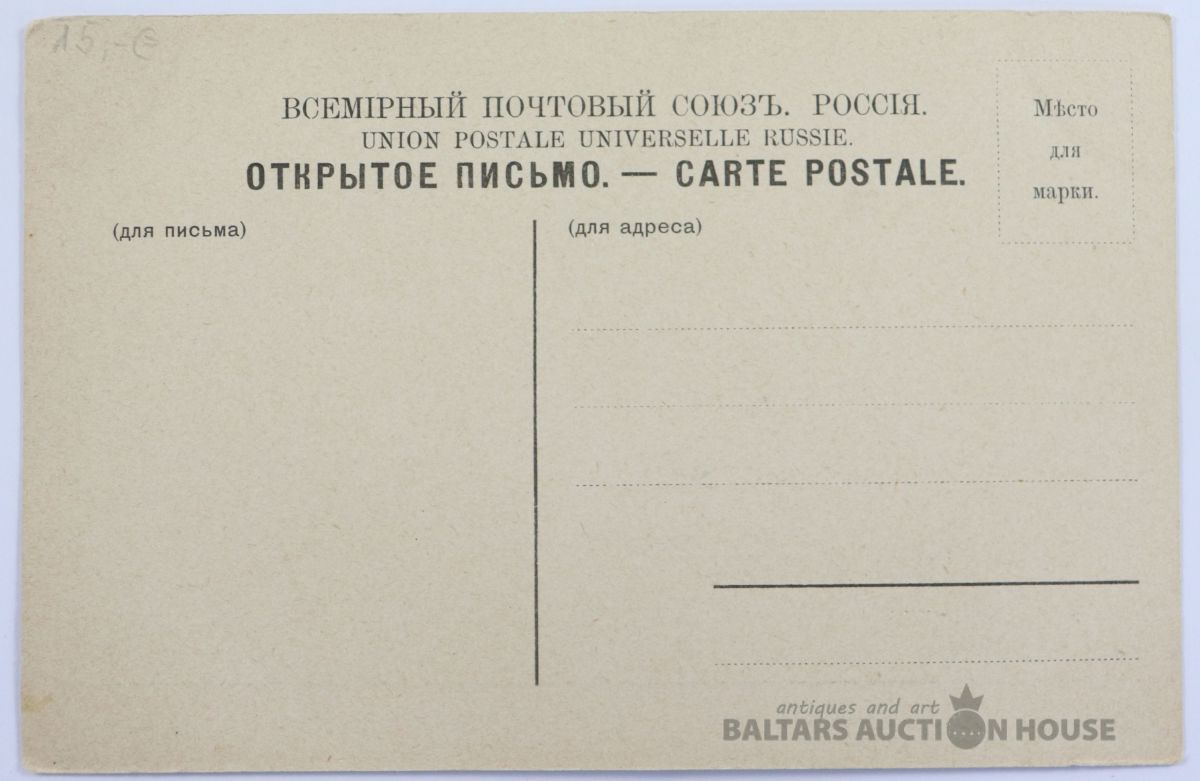 15,-€
ВСЕМІРНЫЙ ПОЧТОВЫЙ СОЮЗЪ. РОССІЯ.
UNION POSTALE UNIVERSELLE RUSSIE.
ОТКРЫТОЕ ПИСЬМО. — CARTE POSTALE.
Мѣсто
для
марки.
(для письма)
(для адреса)
antiques and art
BALTARS AUCTION HOUSE